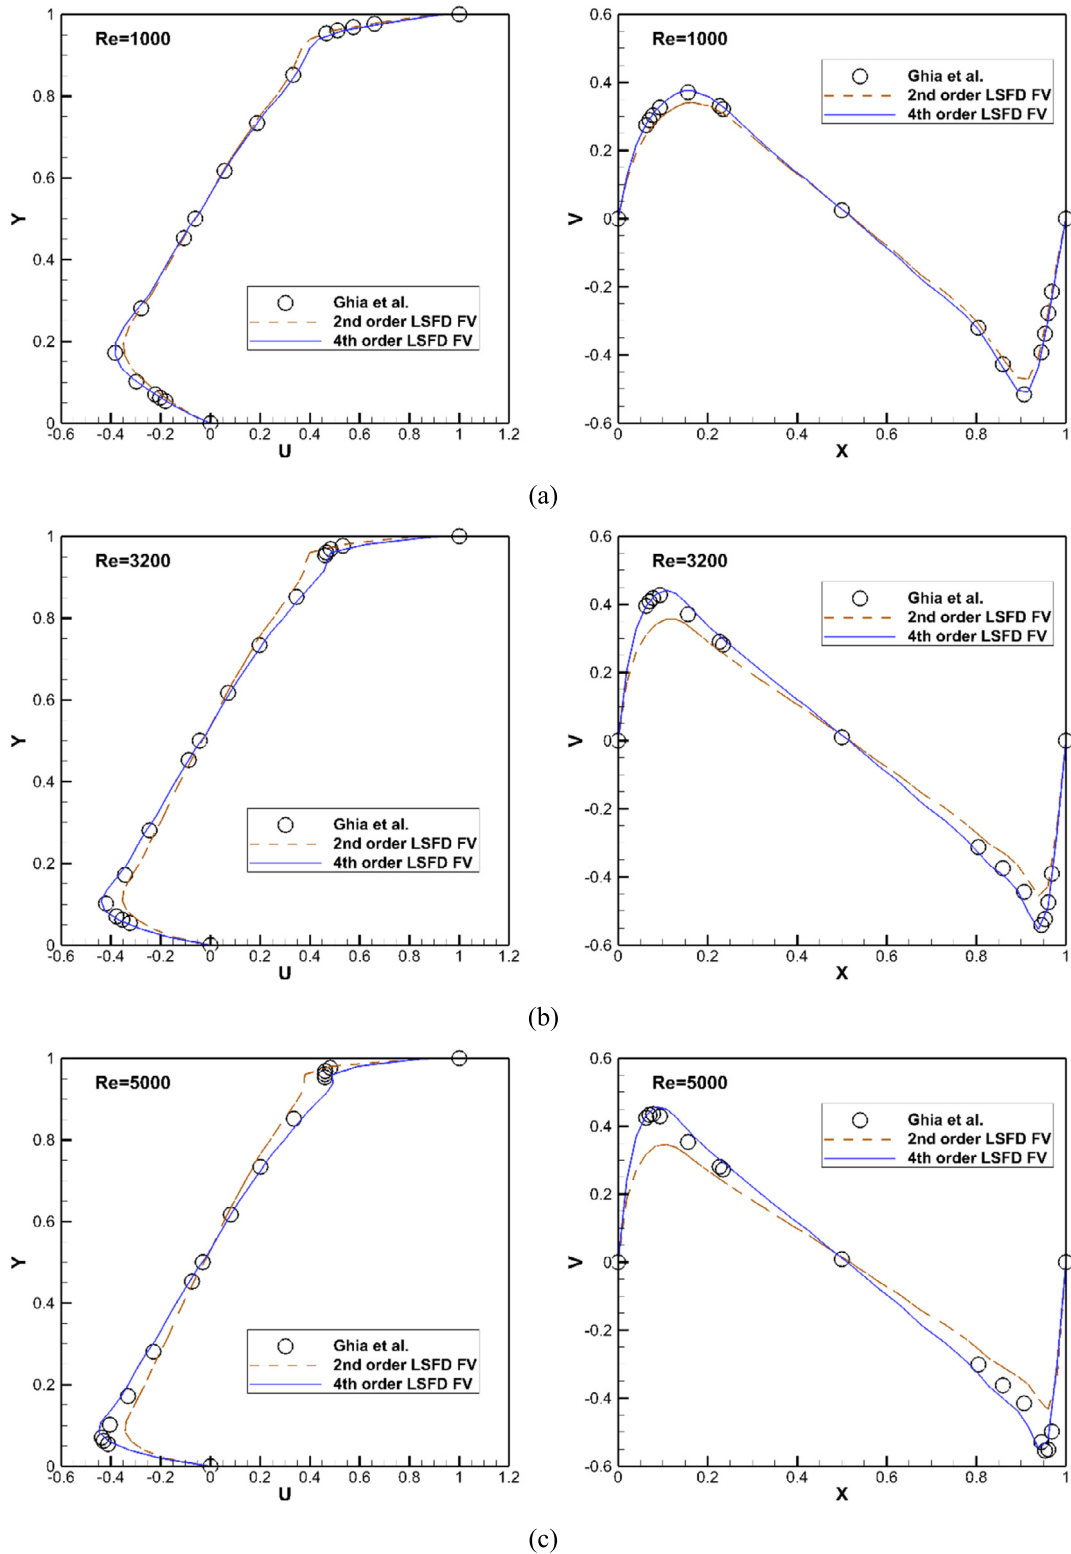 Re=1000
Ghia et al.
2nd order LSFD FV
4th order LSFD FV
Y
1
0.8
0.6
0.4
0.2
0
-0.6 -0.4 -0.2 0 0.2 0.4 0.6 0.8 1 1.2
U
Re=1000
Ghia et al.
2nd order LSFD FV
4th order LSFD FV
V
0.6
0.4
0.2
0
-0.2
-0.4
-0.6
0 0.2 0.4 0.6 0.8 1
X
(a)
Re=3200
Ghia et al.
2nd order LSFD FV
4th order LSFD FV
Y
1
0.8
0.6
0.4
0.2
0
-0.6 -0.4 -0.2 0 0.2 0.4 0.6 0.8 1 1.2
U
Re=3200
Ghia et al.
2nd order LSFD FV
4th order LSFD FV
V
0.6
0.4
0.2
0
-0.2
-0.4
-0.6
0 0.2 0.4 0.6 0.8 1
X
(b)
Re=5000
Ghia et al.
2nd order LSFD FV
4th order LSFD FV
Y
1
0.8
0.6
0.4
0.2
0
-0.6 -0.4 -0.2 0 0.2 0.4 0.6 0.8 1 1.2
U
Re=5000
Ghia et al.
2nd order LSFD FV
4th order LSFD FV
V
0.6
0.4
0.2
0
-0.2
-0.4
-0.6
0 0.2 0.4 0.6 0.8 1
X
(c)